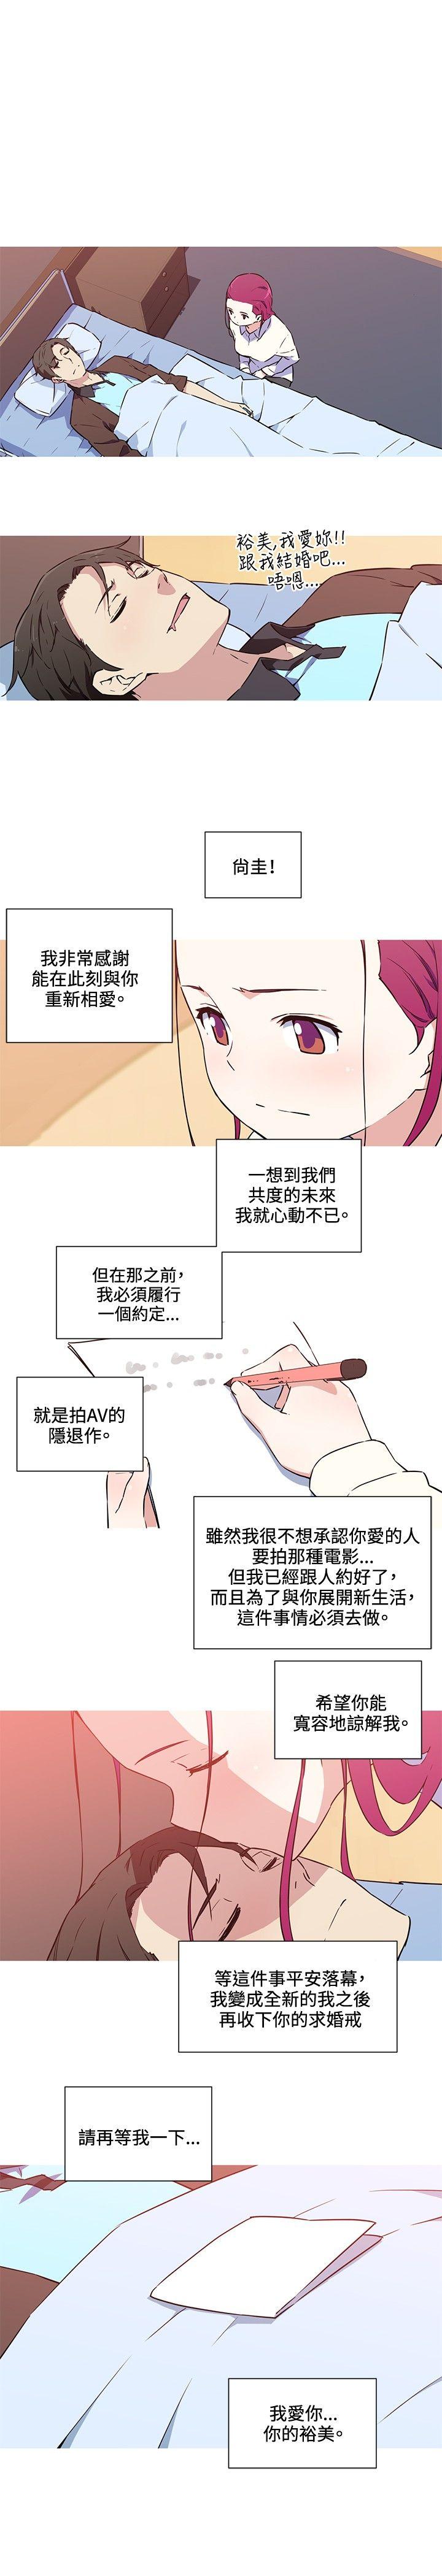 裕美,我愛妳!!
跟我結婚吧...
唔嗯...
尙圭!
我非常感謝
能在此刻與你
重新相愛。
一想到我們
共度的未來
我就心動不已。
但在那之前,
我必須履行
一個約定...
就是拍AV的
隱退作。
雖然我很不想承認你愛的人
要拍那種電影...
但我已經跟人約好了,
而且為了與你展開新生活,
這件事情必須去做。
希望你能
寬容地諒解我。
等這件事平安落幕,
我變成全新的我之後
再收下你的求婚戒
請再等我一下...
我愛你...
你的裕美。